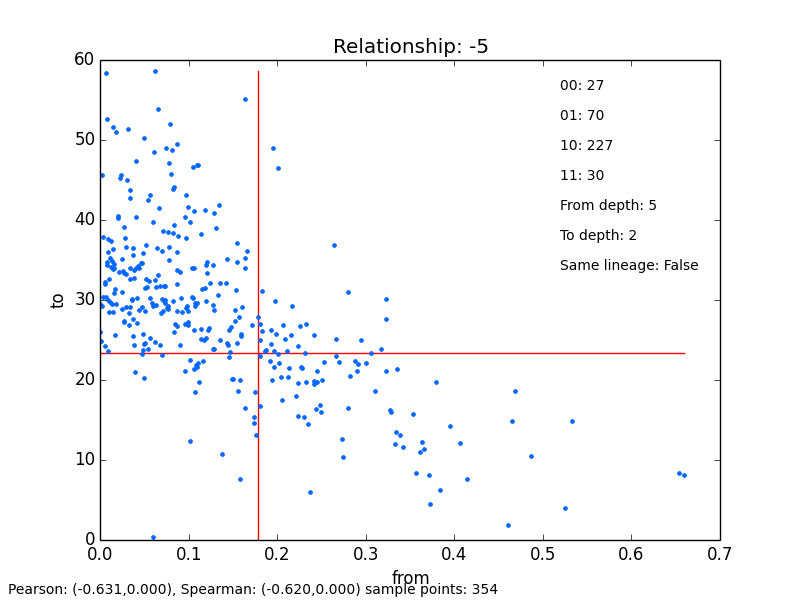 Relationship: -5
60
50
40
30
20
10
0
to
00: 27
01: 70
10: 227
11: 30
From depth: 5
To depth: 2
Same lineage: False
0.0 0.1 0.2 0.3 0.4 0.5 0.6 0.7
from
Pearson: (-0.631,0.000), Spearman: (-0.620,0.000) sample points: 354